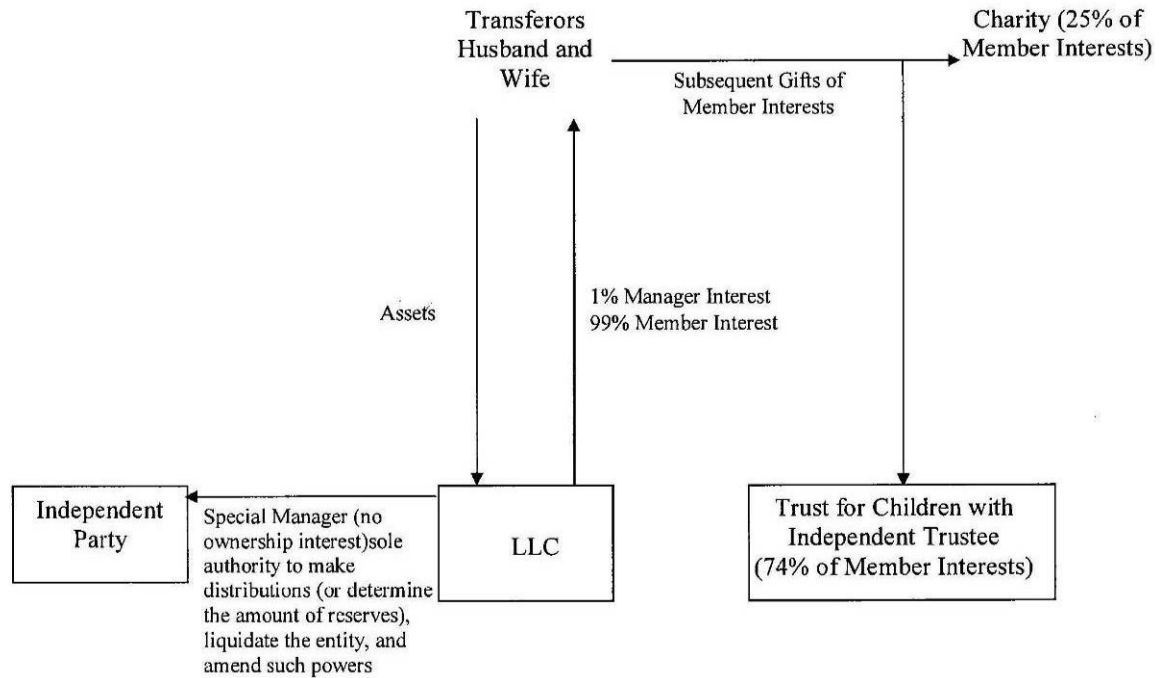 Transferors
Husband and
Wife
Charity (25% of
Member Interests)
Subsequent Gifts of
Member Interests
Assets
1% Manager Interest
99% Member Interest
Independent
Party
Special Manager (no
ownership interest)sole
authority to make
distributions (or determine
the amount of reserves),
liquidate the entity, and
amend such powers
LLC
Trust for Children with
Independent Trustee
(74% of Member Interests)